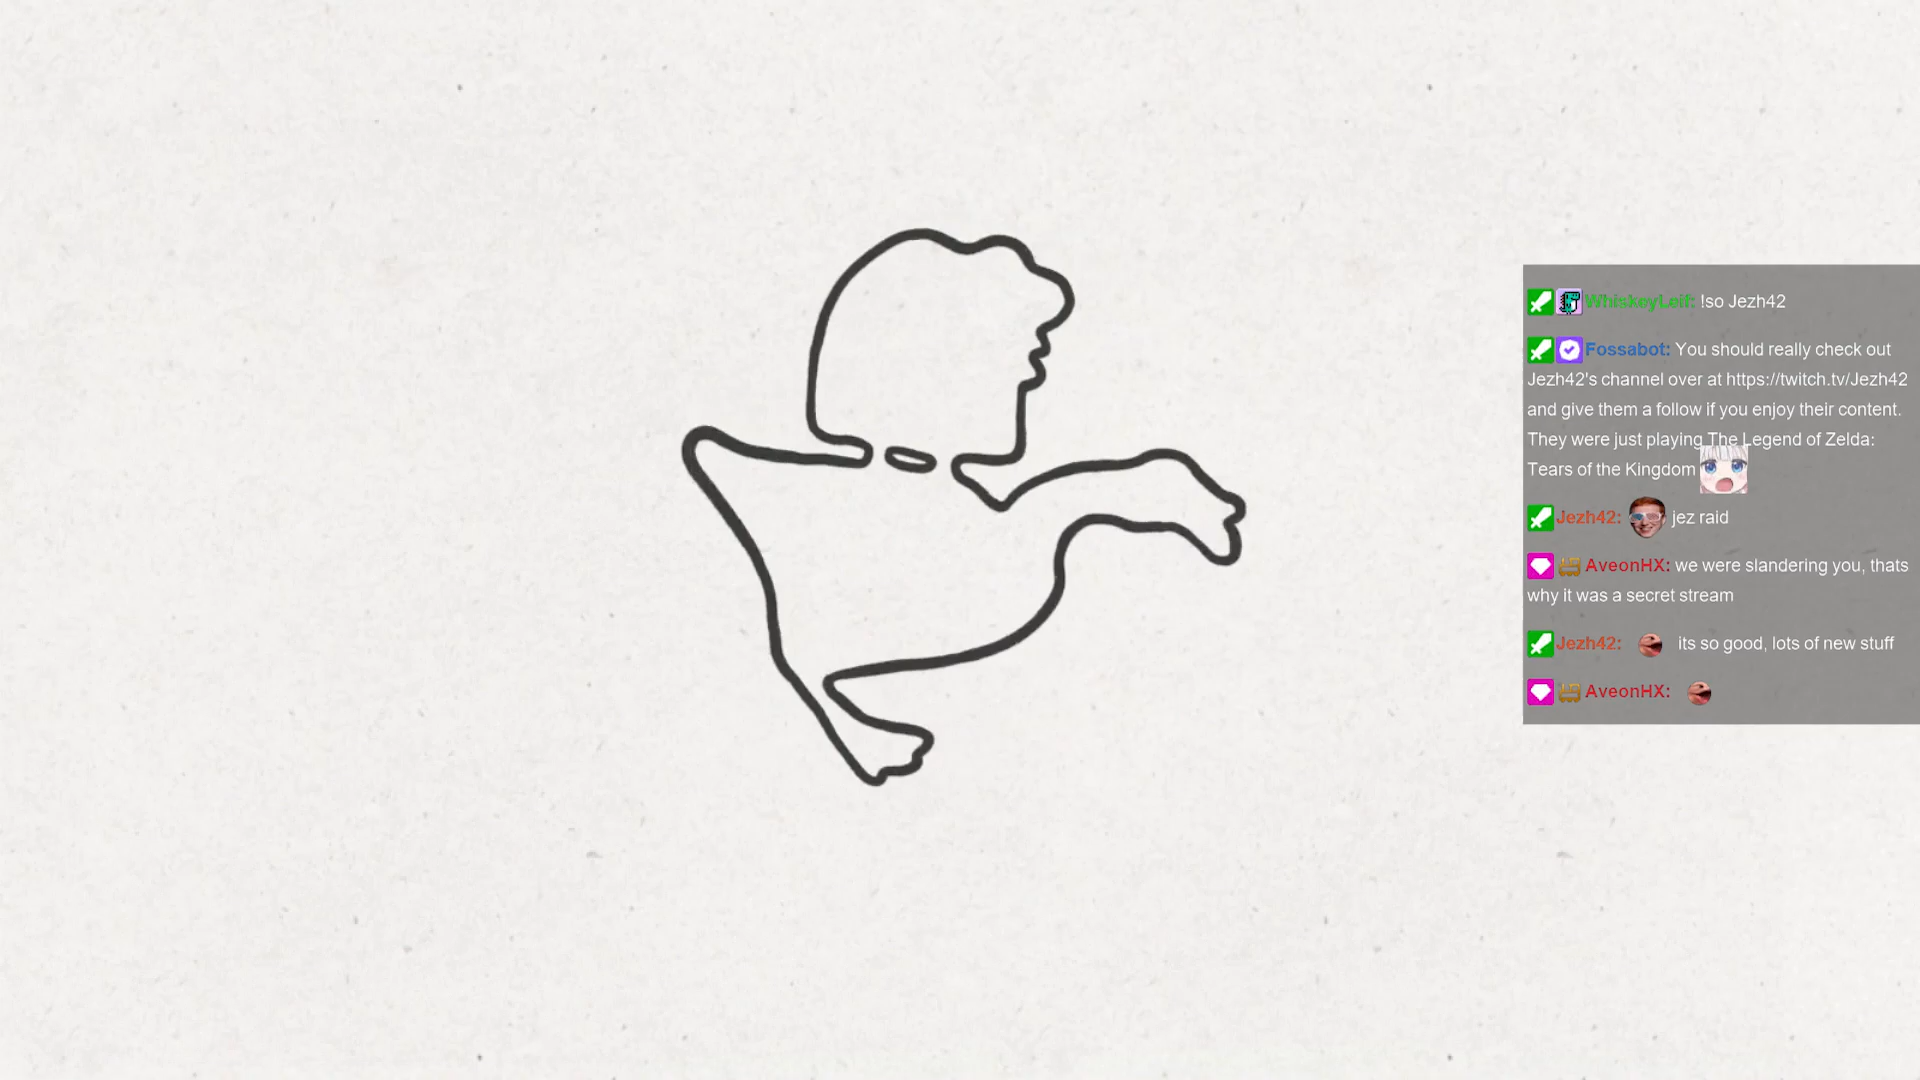 WhiskeyLeif: !so Jezh42
Fossabot: You should really check out
Jezh42's channel over at https://twitch.tv/Jezh42
and give them a follow if you enjoy their content.
They were just playing The Legend of Zelda:
Tears of the Kingdom
Jezh42: jez raid
AveonHX: we were slandering you, thats
why it was a secret stream
Jezh42: its so good, lots of new stuff
AveonHX: